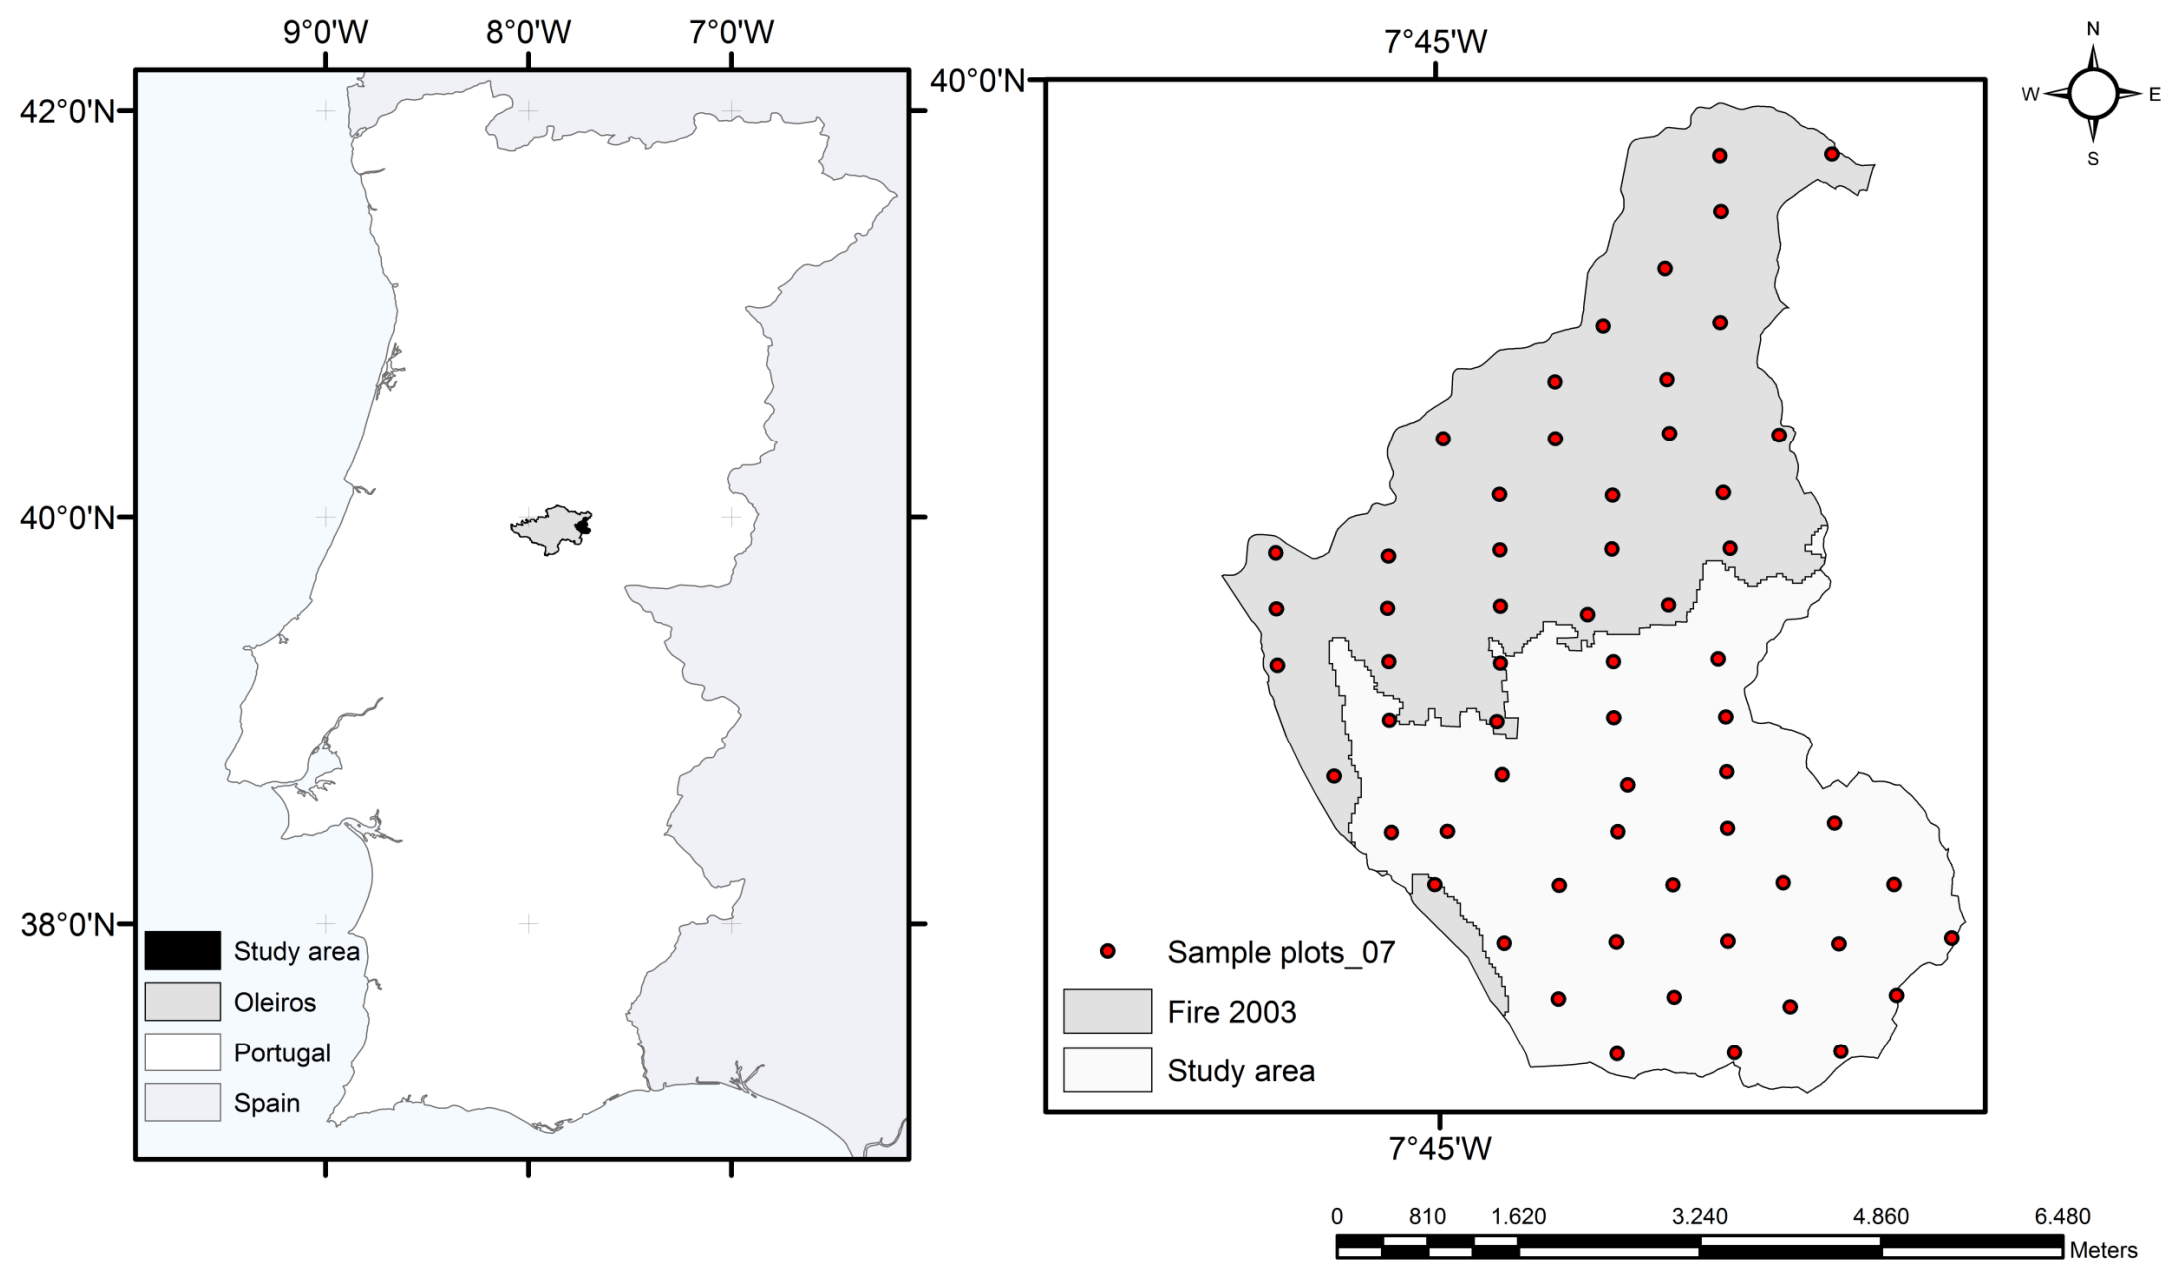 9°0'W 8°0'W 7°0'W
42°0'N
40°0'N
38°0'N
Study area
Oleiros
Portugal
Spain
7°45'W
40°0'N
N
W E
S
Sample plots_07
Fire 2003
Study area
7°45'W
0 810 1.620 3.240 4.860 6.480
Meters